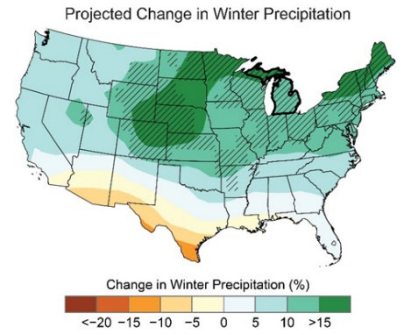 Projected Change in Winter Precipitation
Change in Winter Precipitation (%)
<−20 −15 −10 −5 0 5 10 >15